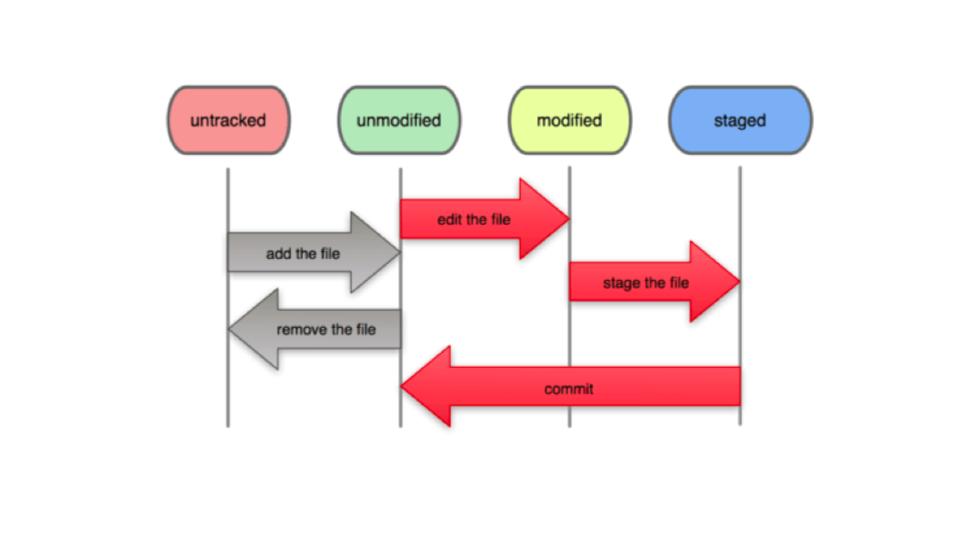 untracked
unmodified
modified
staged
edit the file
add the file
stage the file
remove the file
commit